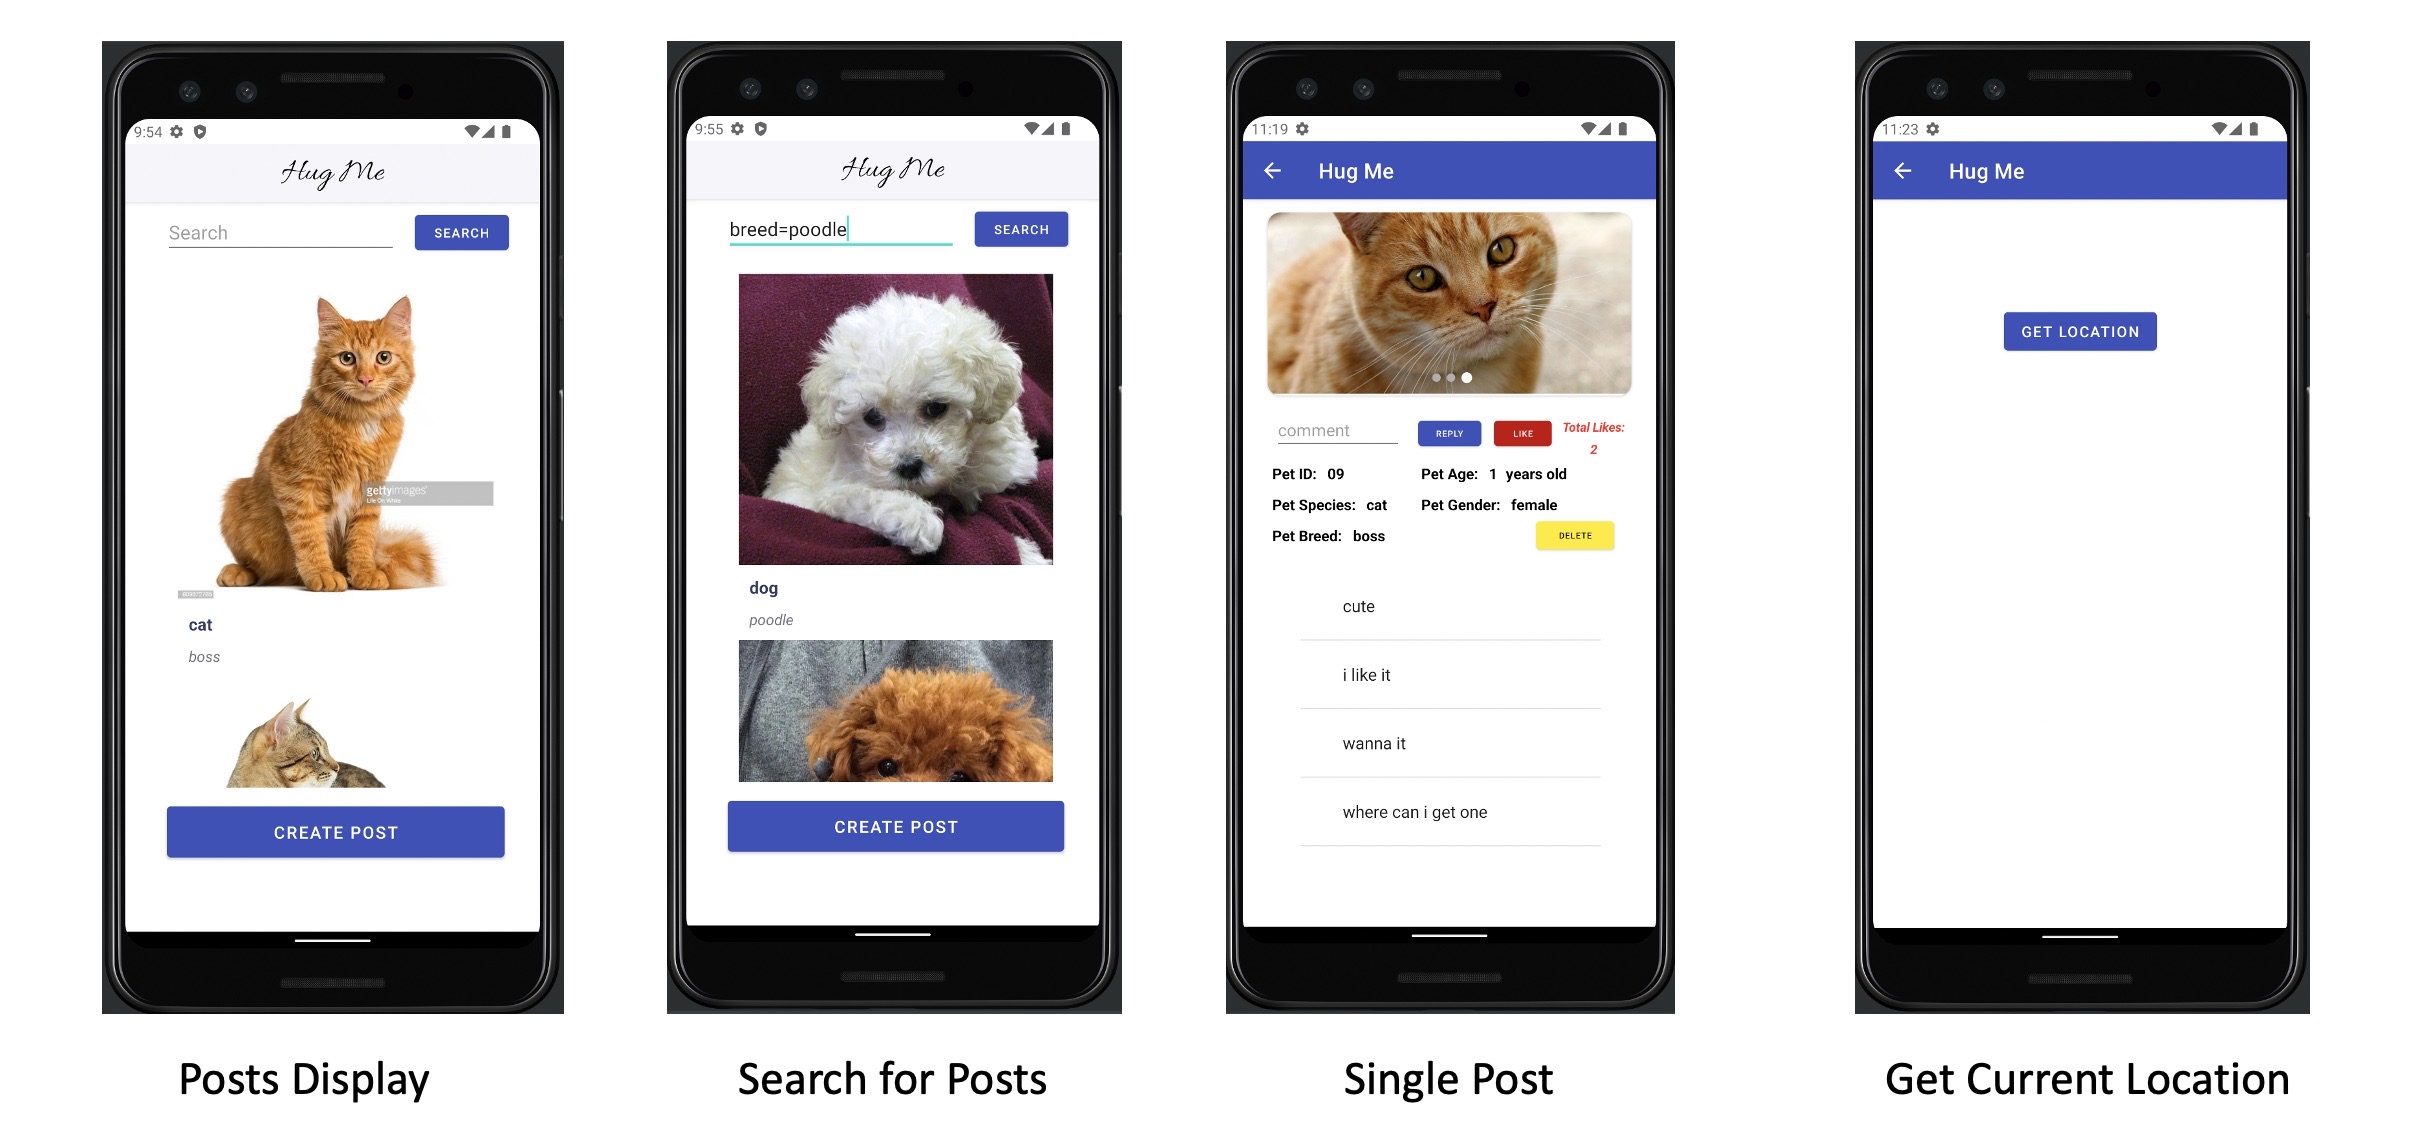 9:54
Hug Me
Search
SEARCH
gettyimages®
Life On White
cat
boss
CREATE POST
Posts Display
9:55
Hug Me
breed=poodle
SEARCH
dog
poodle
CREATE POST
Search for Posts
11:19
Hug Me
comment
REPLY
LIKE
Total Likes:
2
Pet ID: 09
Pet Age: 1 years old
Pet Species: cat
Pet Gender: female
Pet Breed: boss
DELETE
cute
i like it
wanna it
where can i get one
Single Post
11:23
Hug Me
GET LOCATION
Get Current Location